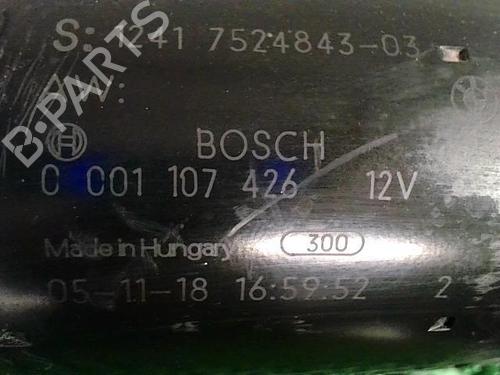 S: 1241 7524843-03
AW:
B-PARTS
BOSCH
0 001 107 426 12V
Made in Hungary 300
05-11-18 16:59:52 2